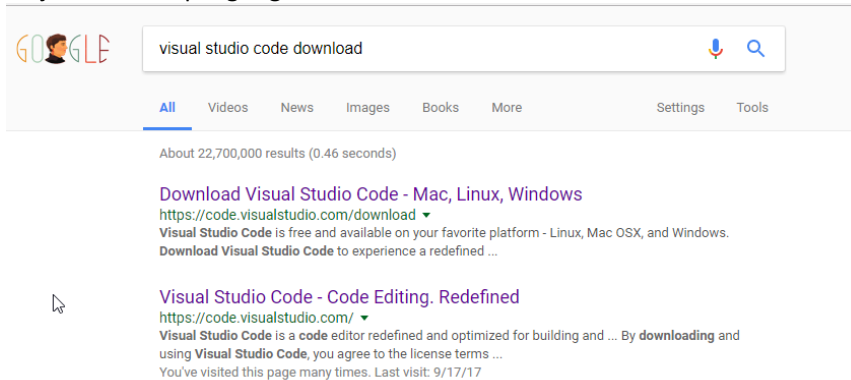 GOOGLE
visual studio code download
All Videos News Images Books More Settings Tools
About 22,700,000 results (0.46 seconds)
Download Visual Studio Code - Mac, Linux, Windows
https://code.visualstudio.com/download
Visual Studio Code is free and available on your favorite platform - Linux, Mac OSX, and Windows.
Download Visual Studio Code to experience a redefined ...
Visual Studio Code - Code Editing. Redefined
https://code.visualstudio.com/
Visual Studio Code is a code editor redefined and optimized for building and ... By downloading and
using Visual Studio Code, you agree to the license terms ...
You've visited this page many times. Last visit: 9/17/17